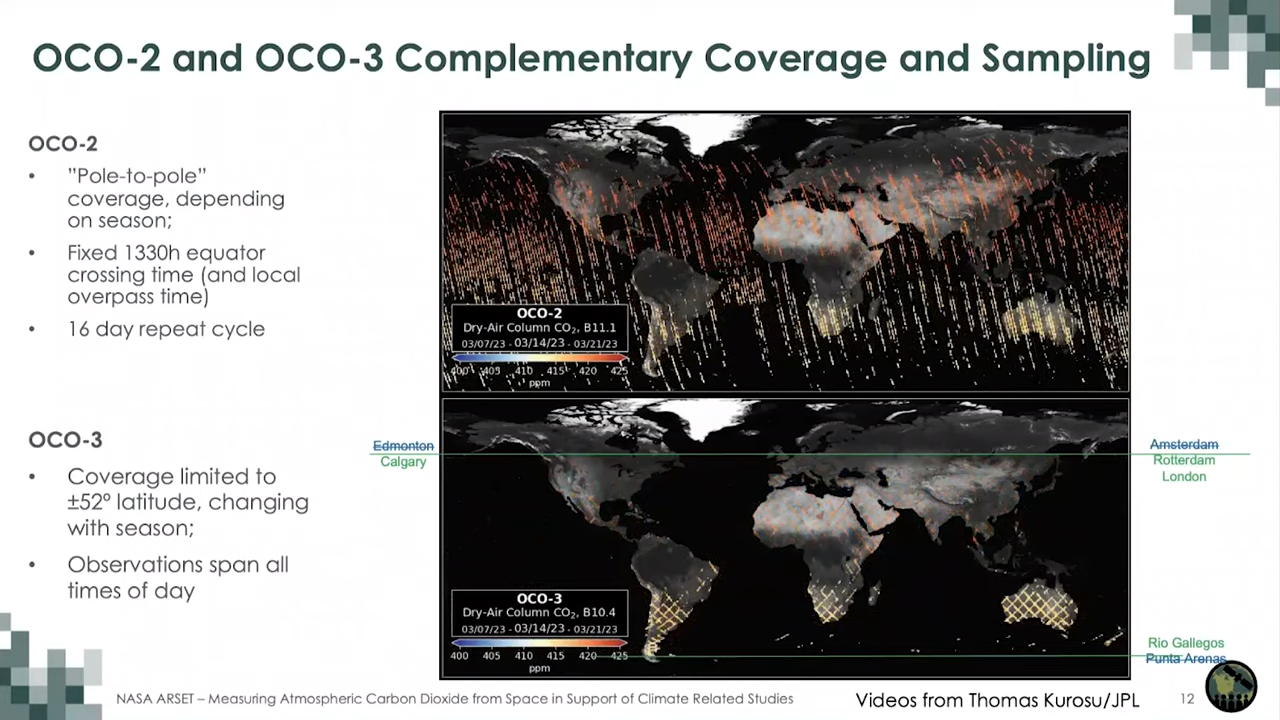 OCO-2 and OCO-3 Complementary Coverage and Sampling
OCO-2
• ”Pole-to-pole”
coverage, depending
on season;
• Fixed 1330h equator
crossing time (and local
overpass time)
• 16 day repeat cycle
OCO-3
• Coverage limited to
±52º latitude, changing
with season;
• Observations span all
times of day
OCO-2
Dry-Air Column CO₂, B11.1
03/07/23 - 03/14/23 - 03/21/23
400 405 410 415 420 425
ppm
Edmonton
Calgary
Amsterdam
Rotterdam
London
OCO-3
Dry-Air Column CO₂, B10.4
03/07/23 - 03/14/23 - 03/21/23
400 405 410 415 420 425
ppm
Rio Gallegos
Punta Arenas
NASA ARSET – Measuring Atmospheric Carbon Dioxide from Space in Support of Climate Related Studies
Videos from Thomas Kurosu/JPL
12